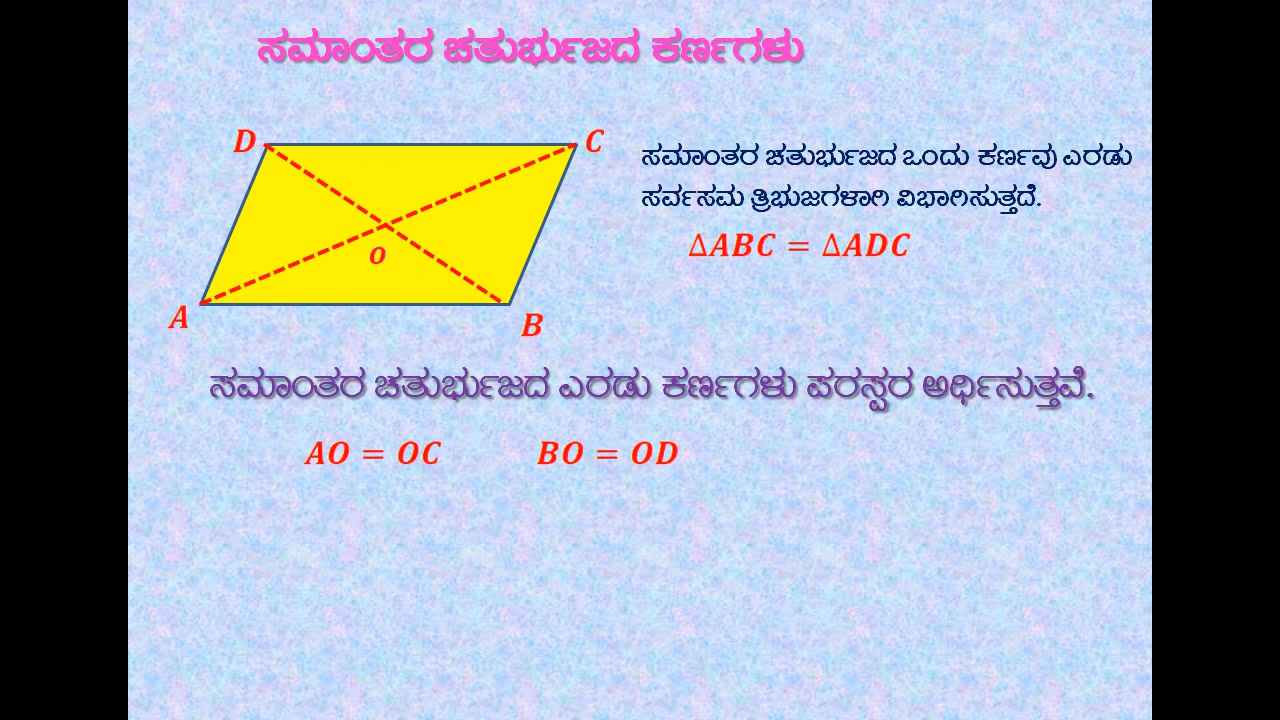 ಸಮಾಂತರ ಚತುರ್ಭುಜದ ಕರ್ಣಗಳು
D
C
ಸಮಾಂತರ ಚತುರ್ಭುಜದ ಒಂದು ಕರ್ಣವು ಎರಡು
ಸರ್ವಸಮ ತ್ರಿಭುಜಗಳಾಗಿ ವಿಭಾಗಿಸುತ್ತದೆ.
ΔABC = ΔADC
O
A
B
ಸಮಾಂತರ ಚತುರ್ಭುಜದ ಎರಡು ಕರ್ಣಗಳು ಪರಸ್ಪರ ಅರ್ಧಿಸುತ್ತವೆ.
AO = OC BO = OD